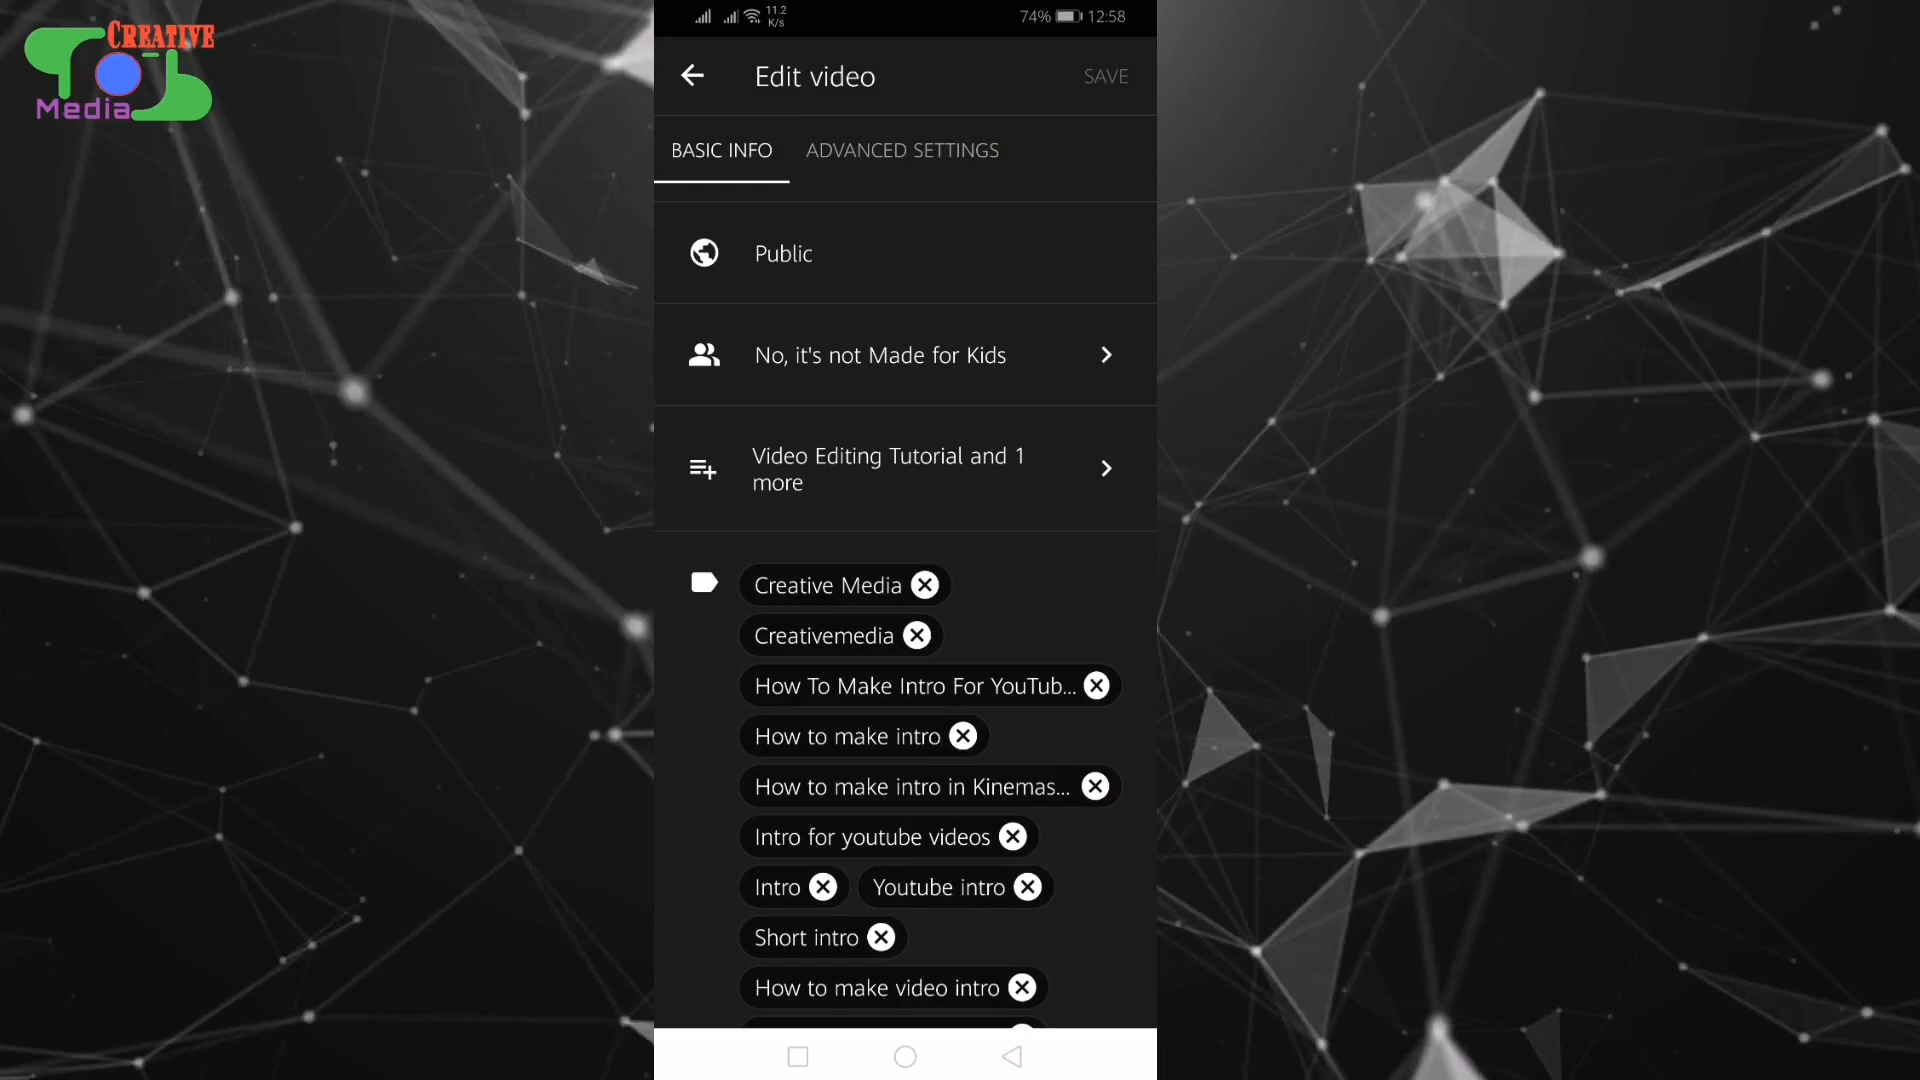 CREATIVE
Media
11.2
K/s
74%
12:58
Edit video
SAVE
BASIC INFO
ADVANCED SETTINGS
Public
No, it's not Made for Kids
Video Editing Tutorial and 1
more
Creative Media
Creativemedia
How To Make Intro For YouTub...
How to make intro
How to make intro in Kinemas...
Intro for youtube videos
Intro
Youtube intro
Short intro
How to make video intro